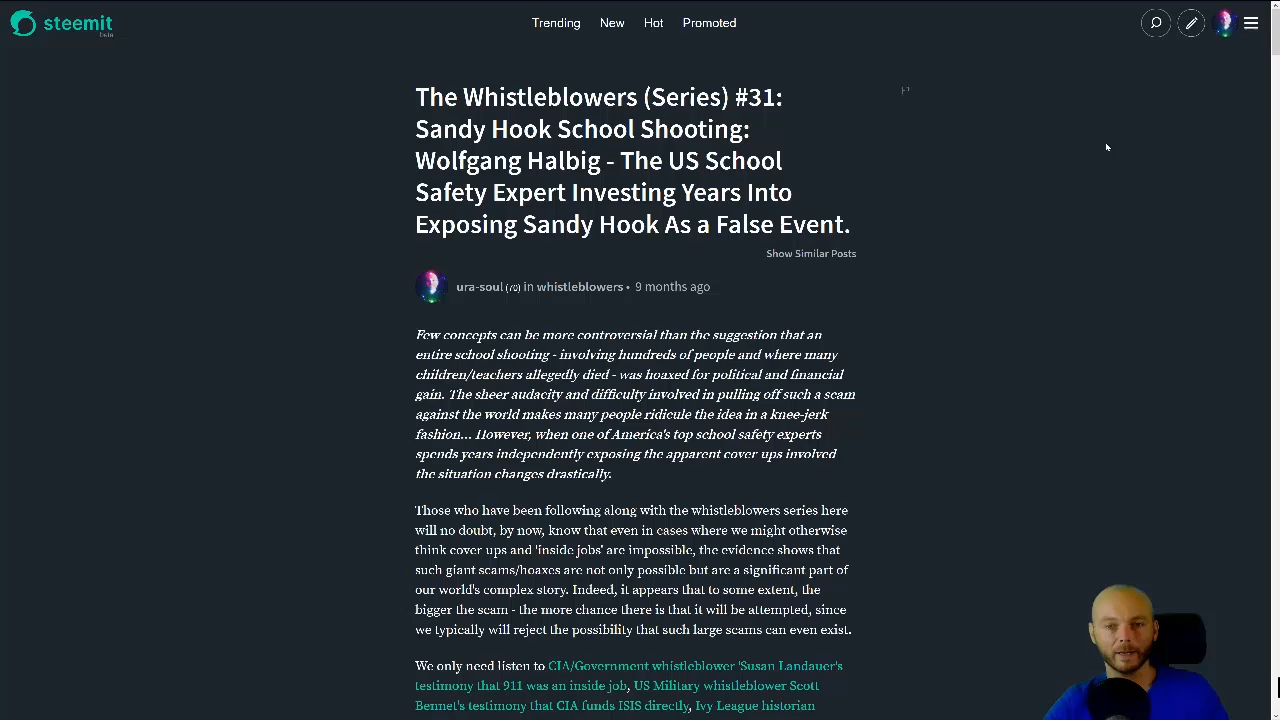 steemit
beta
Trending New Hot Promoted
The Whistleblowers (Series) #31:
Sandy Hook School Shooting:
Wolfgang Halbig - The US School
Safety Expert Investing Years Into
Exposing Sandy Hook As a False Event.
Show Similar Posts
ura-soul (70) in whistleblowers • 9 months ago
Few concepts can be more controversial than the suggestion that an
entire school shooting - involving hundreds of people and where many
children/teachers allegedly died - was hoaxed for political and financial
gain. The sheer audacity and difficulty involved in pulling off such a scam
against the world makes many people ridicule the idea in a knee-jerk
fashion... However, when one of America's top school safety experts
spends years independently exposing the apparent cover ups involved
the situation changes drastically.
Those who have been following along with the whistleblowers series here
will no doubt, by now, know that even in cases where we might otherwise
think cover ups and 'inside jobs' are impossible, the evidence shows that
such giant scams/hoaxes are not only possible but are a significant part of
our world's complex story. Indeed, it appears that to some extent, the
bigger the scam - the more chance there is that it will be attempted, since
we typically will reject the possibility that such large scams can even exist.
We only need listen to CIA/Government whistleblower 'Susan Landauer's
testimony that 911 was an inside job, US Military whistleblower Scott
Bennet's testimony that CIA funds ISIS directly, Ivy League historian